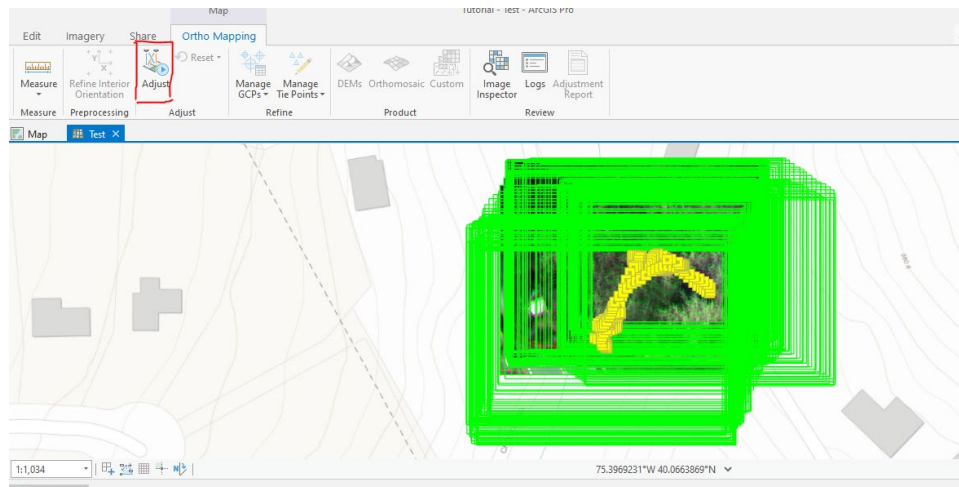 Map
Tutorial - Test - ArcGIS Pro
Edit Imagery Share Ortho Mapping
Measure
Refine Interior
Orientation
Adjust
Reset
Manage
GCPs
Manage
Tie Points
DEMs Orthomosaic Custom
Image
Inspector
Logs
Adjustment
Report
Measure Preprocessing Adjust Refine Product Review
Map Test
1:1,034
75.3969231°W 40.0663869°N